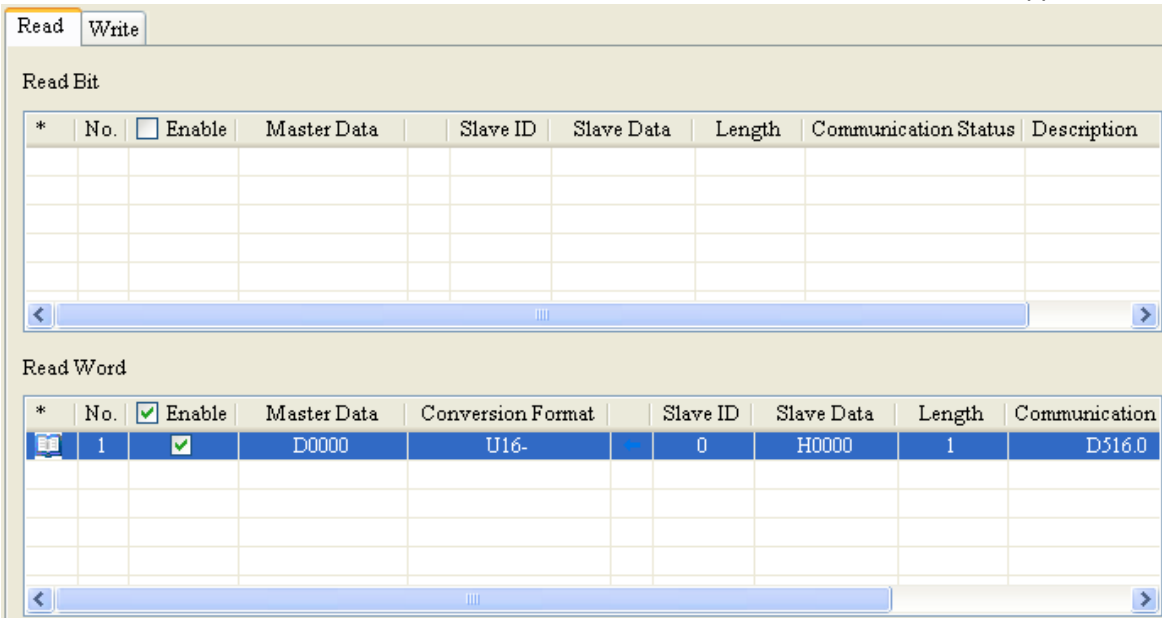 Read Write
Read Bit
* No. Enable Master Data Slave ID Slave Data Length Communication Status Description
Read Word
* No. Enable Master Data Conversion Format Slave ID Slave Data Length Communication
1 D0000 U16- 0 H0000 1 D516.0